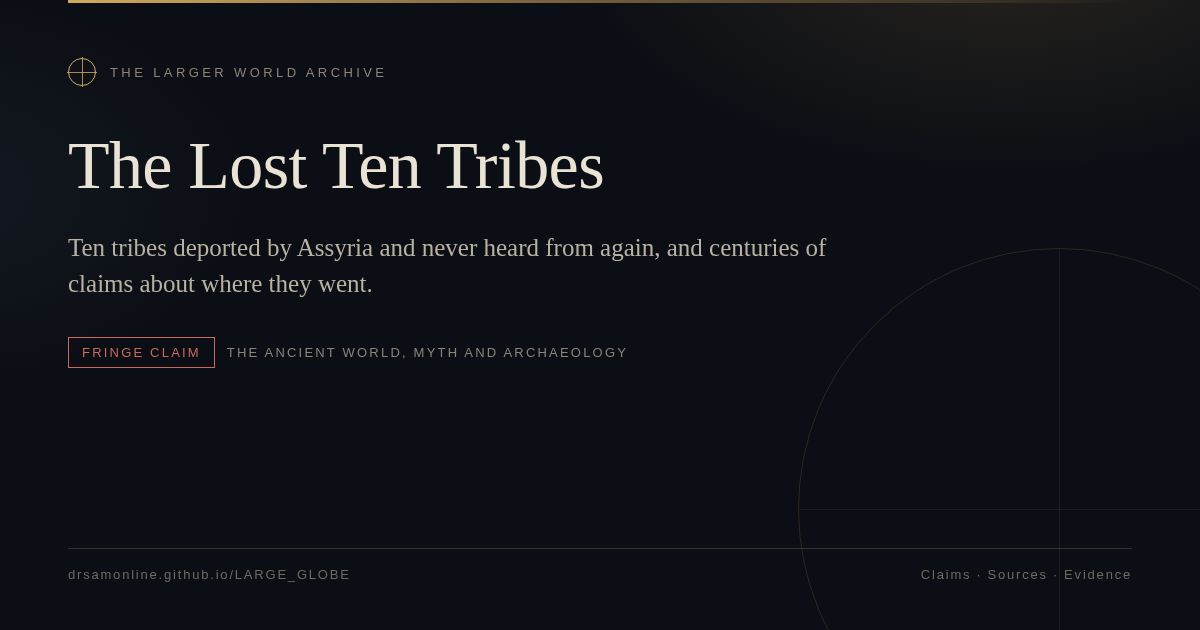 THE LARGER WORLD ARCHIVE
The Lost Ten Tribes
Ten tribes deported by Assyria and never heard from again, and centuries of
claims about where they went.
FRINGE CLAIM
THE ANCIENT WORLD, MYTH AND ARCHAEOLOGY
drsamonline.github.io/LARGE_GLOBE
Claims · Sources · Evidence